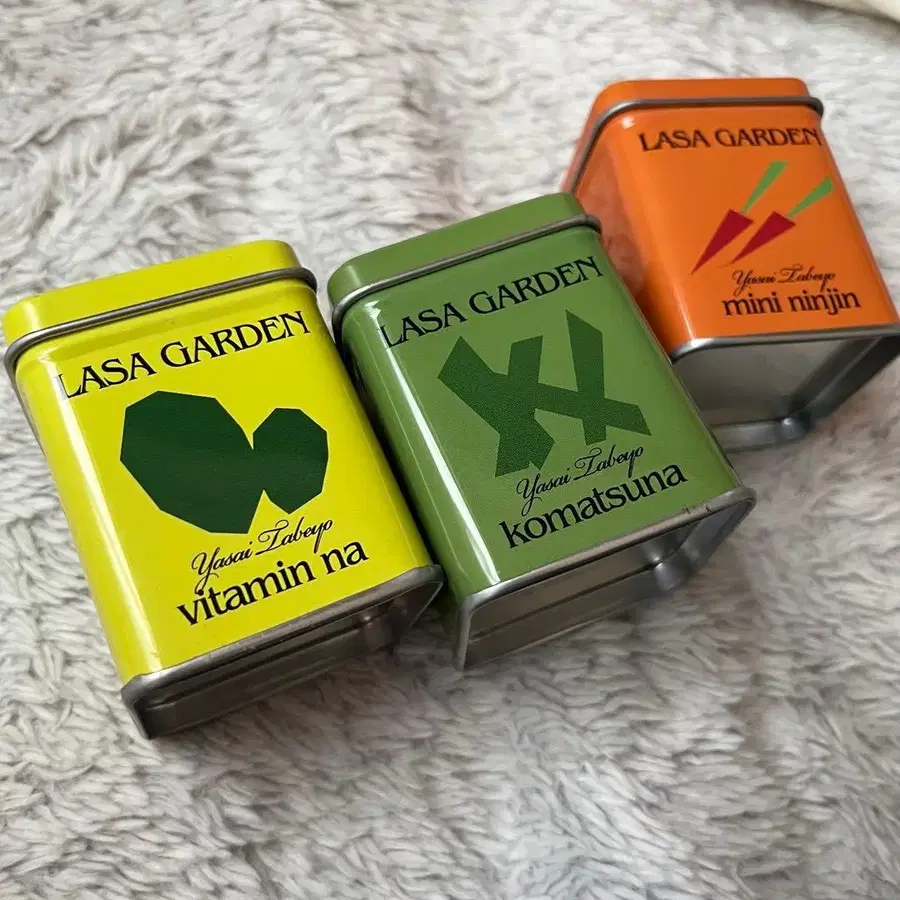 LASA GARDEN
Yasai Tabeyo
vitamin na
LASA GARDEN
Yasai Tabeyo
komatsuna
LASA GARDEN
Yasai Tabeyo
mini ninjin